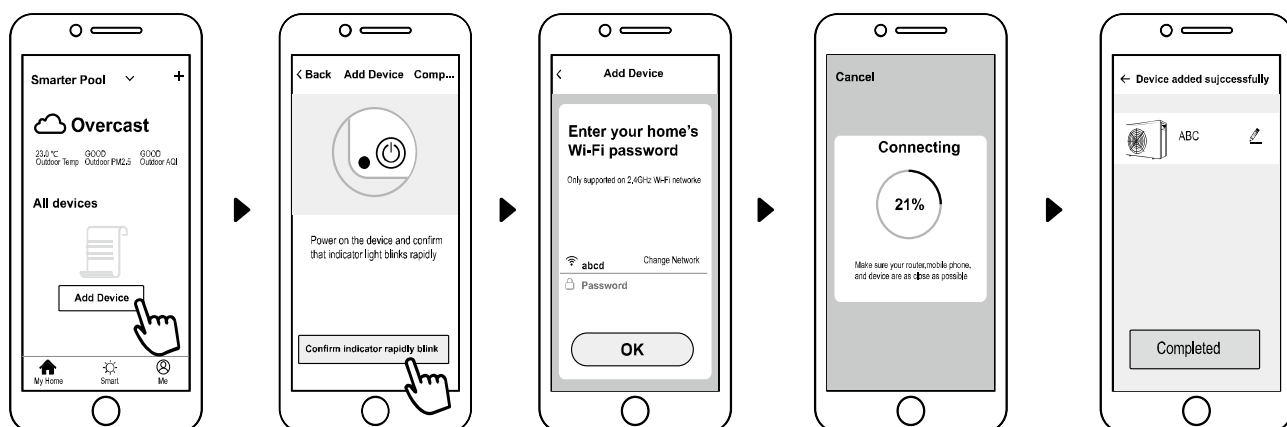 Smarter Pool +
Overcast
23.0 °C GOOD GOOD
Outdoor Temp Outdoor PM2.5 Outdoor AQI
All devices
Add Device
My Home Smart Me
< Back Add Device Comp...
Power on the device and confirm
that indicator light blinks rapidly
Confirm indicator rapidly blink
< Add Device
Enter your home's
Wi-Fi password
Only supported on 2,4GHz Wi-Fi networke
abcd Change Network
Password
OK
Cancel
Connecting
21%
Make sure your router,mobile phone,
and device are as close as possible
← Device added sujccessfully
ABC
Completed